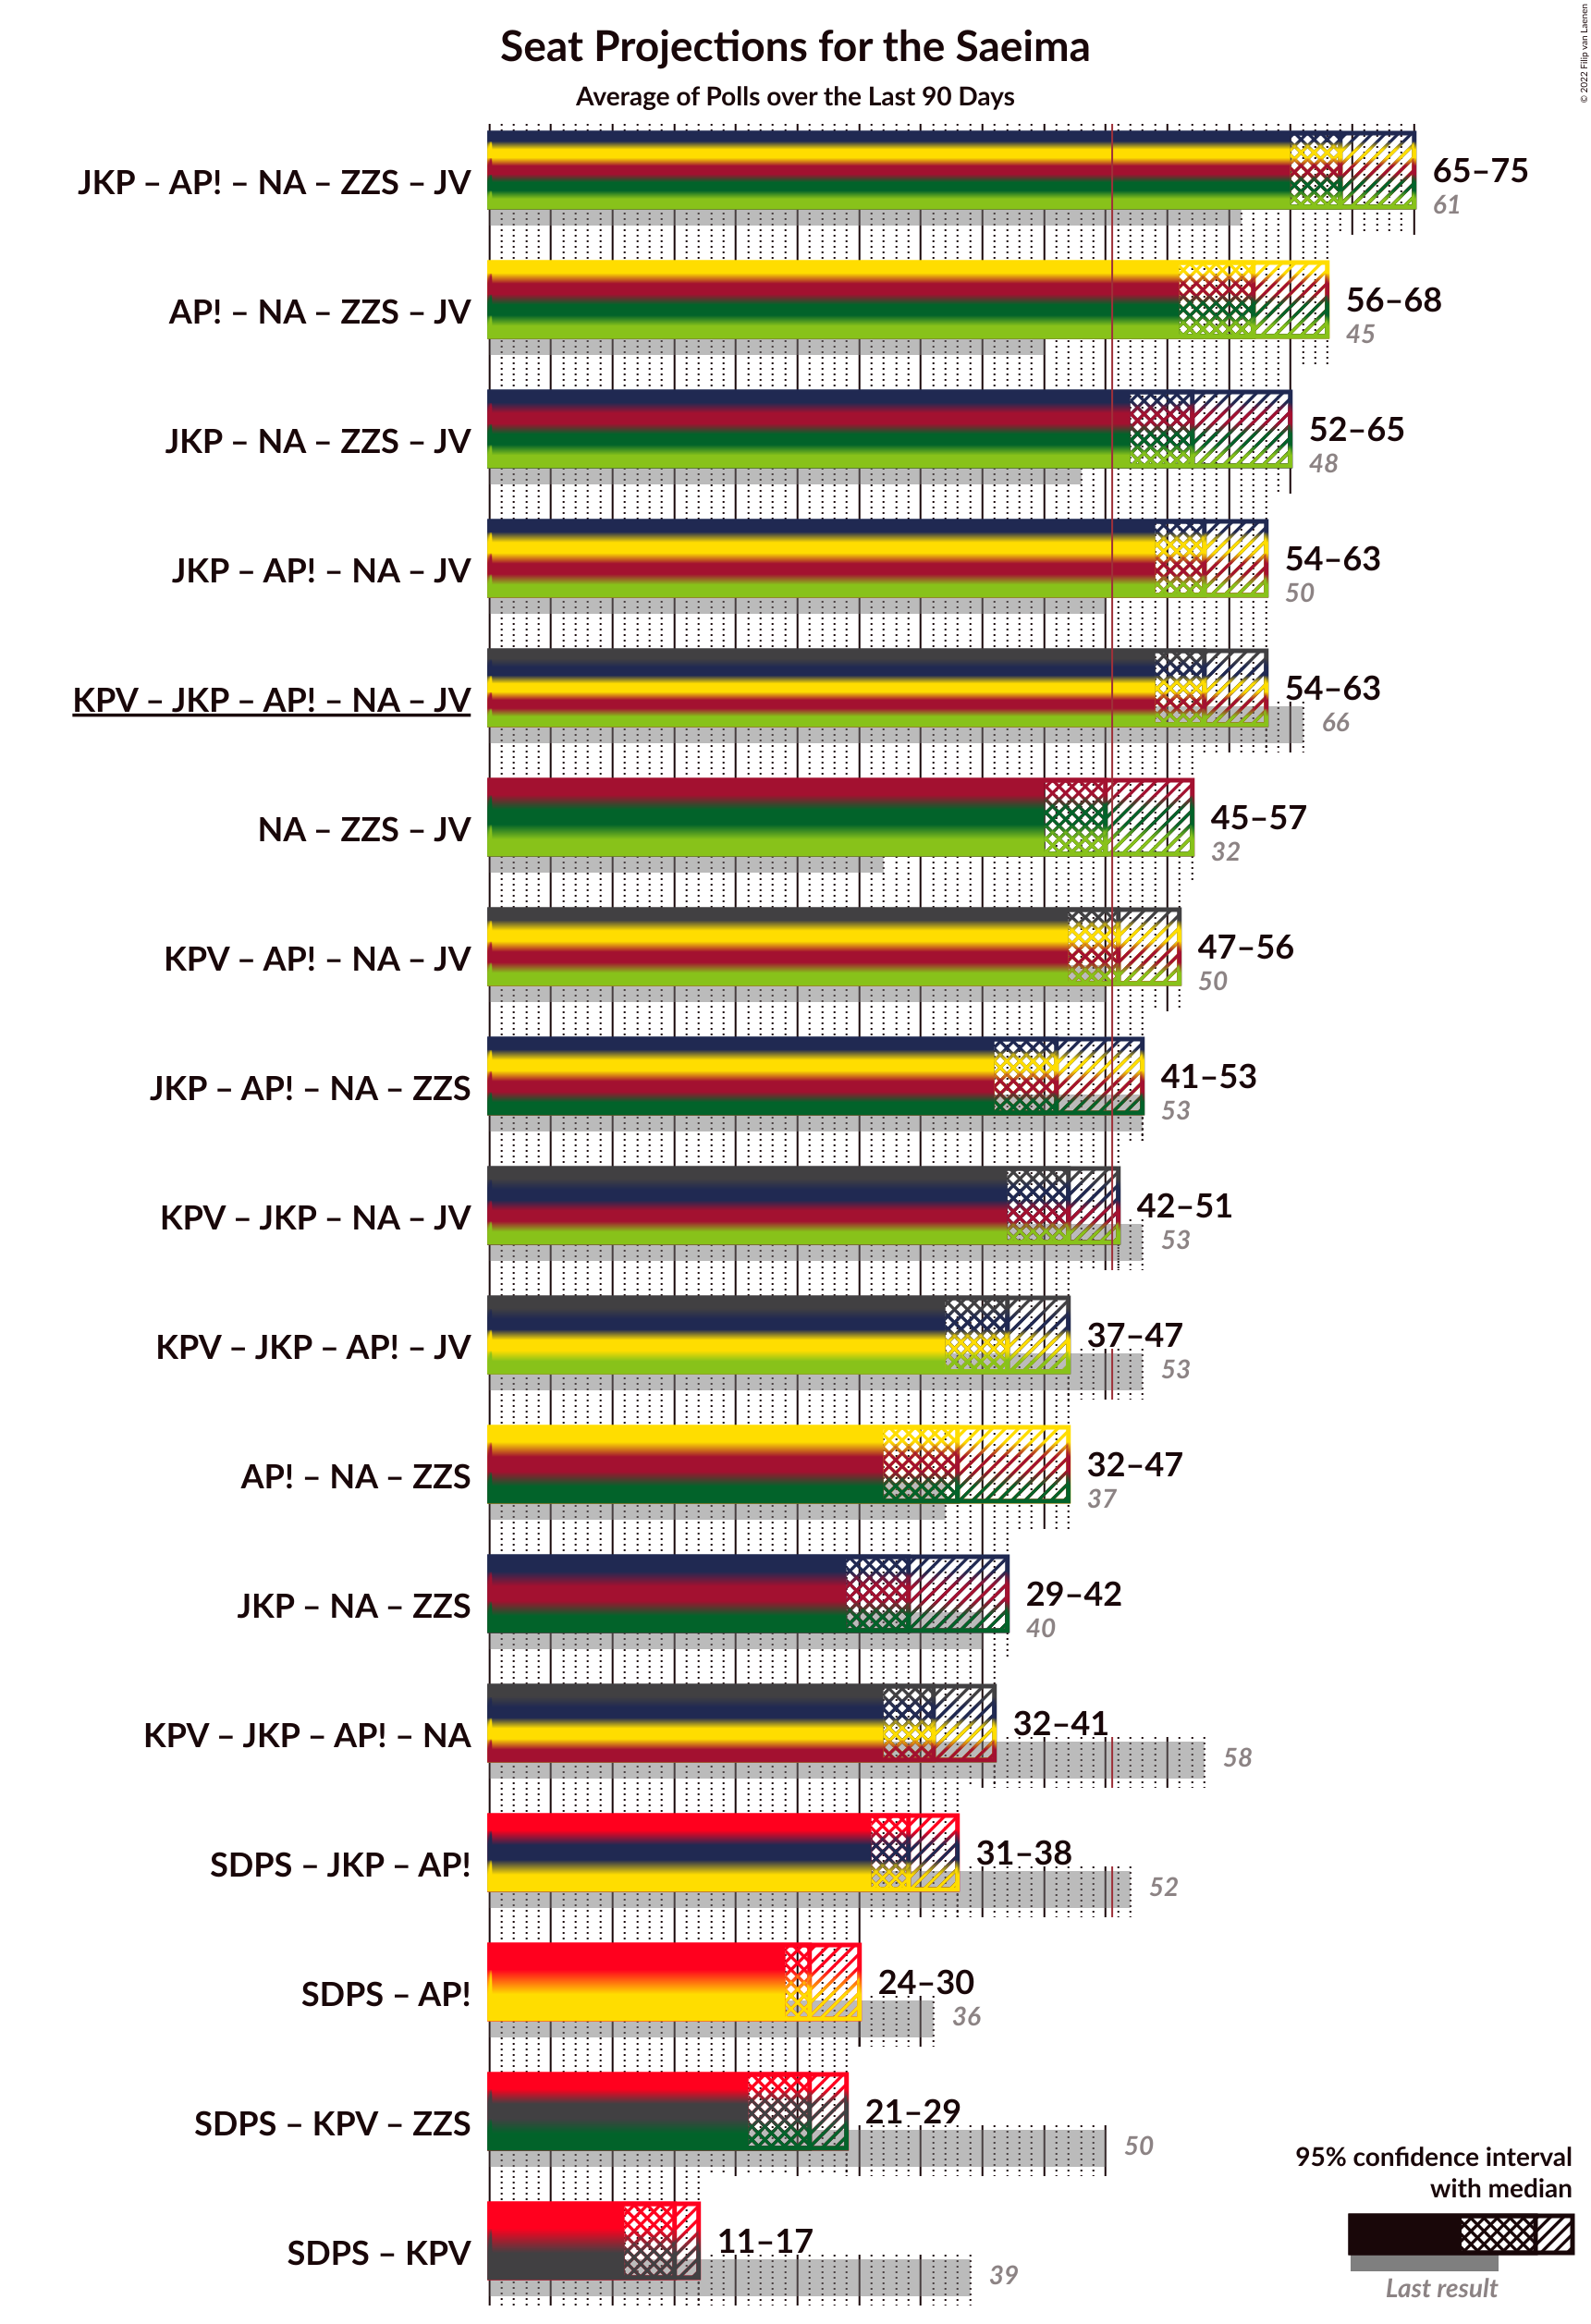 Seat Projections for the Saeima
Average of Polls over the Last 90 Days
© 2022 Filip van Laenen
JKP – AP! – NA – ZZS – JV
65–75
61
AP! – NA – ZZS – JV
56–68
45
JKP – NA – ZZS – JV
52–65
48
JKP – AP! – NA – JV
54–63
50
KPV – JKP – AP! – NA – JV
54–63
66
NA – ZZS – JV
45–57
32
KPV – AP! – NA – JV
47–56
50
JKP – AP! – NA – ZZS
41–53
53
KPV – JKP – NA – JV
42–51
53
KPV – JKP – AP! – JV
37–47
53
AP! – NA – ZZS
32–47
37
JKP – NA – ZZS
29–42
40
KPV – JKP – AP! – NA
32–41
58
SDPS – JKP – AP!
31–38
52
SDPS – AP!
24–30
36
SDPS – KPV – ZZS
21–29
50
SDPS – KPV
11–17
39
95% confidence interval
with median
Last result